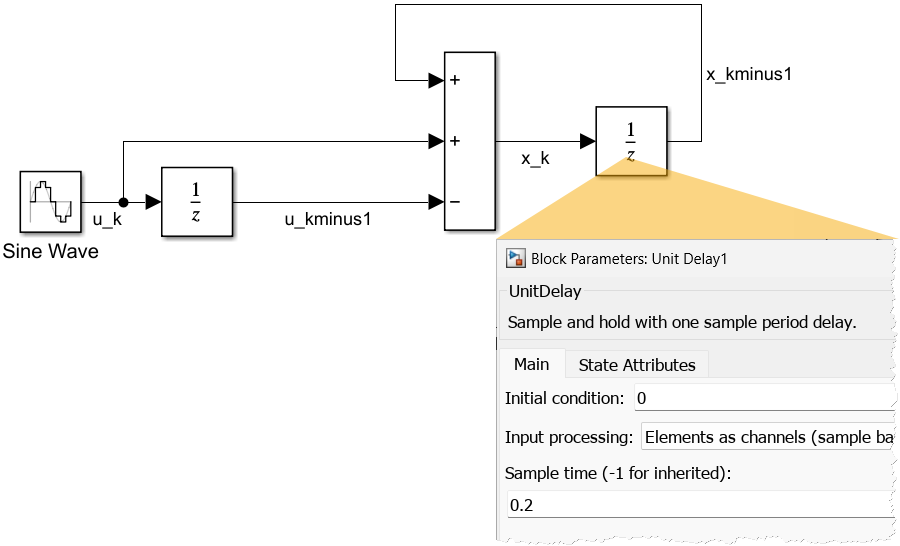 x_kminus1
+
1
z
+
x_k
1
z
u_k
−
u_kminus1
Sine Wave
Block Parameters: Unit Delay1
UnitDelay
Sample and hold with one sample period delay.
Main State Attributes
Initial condition: 0
Input processing: Elements as channels (sample ba
Sample time (-1 for inherited):
0.2